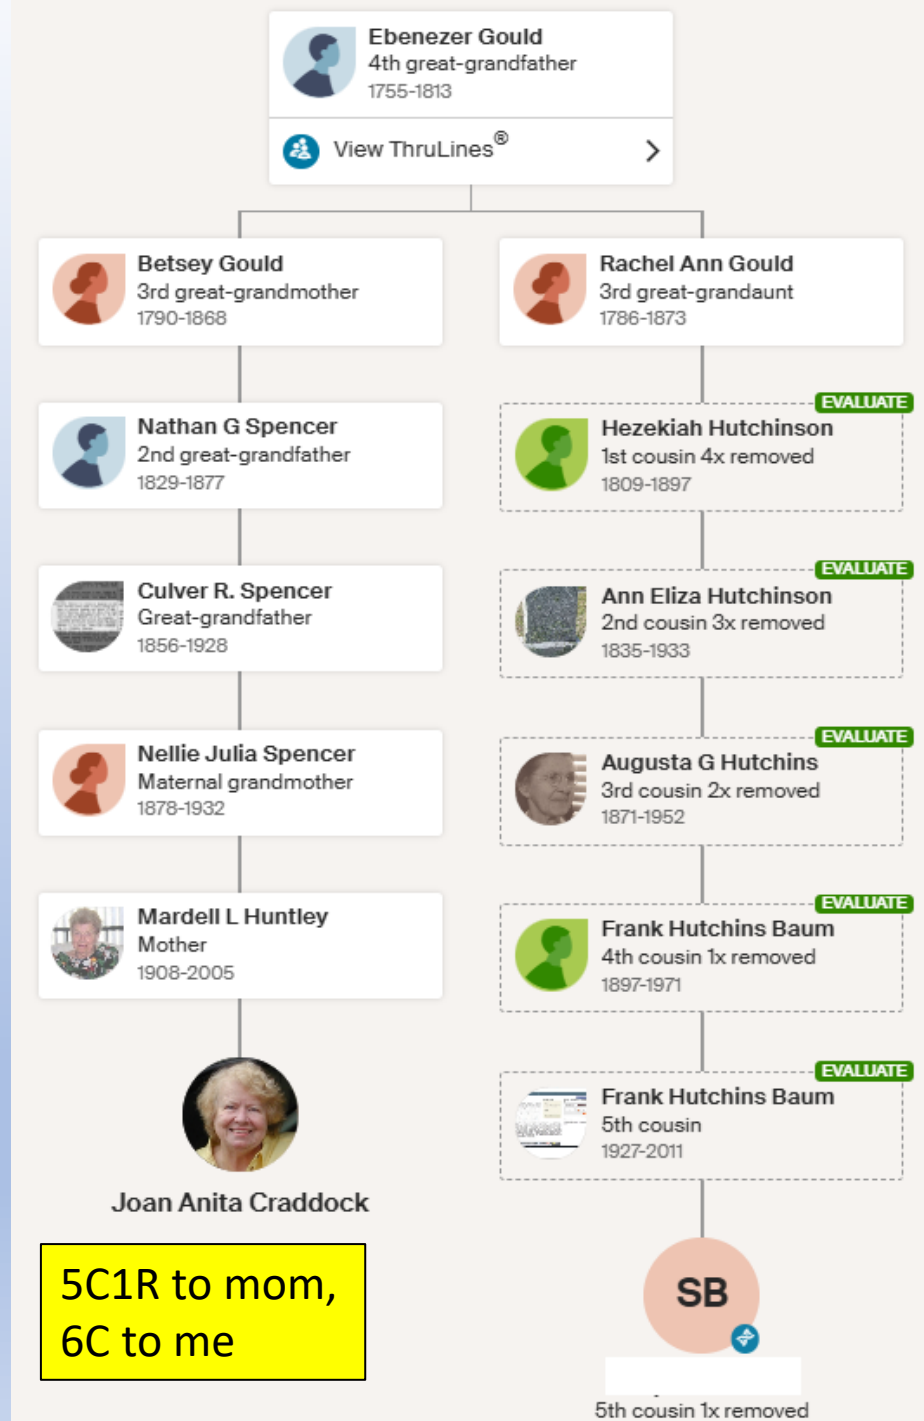 Ebenezer Gould
4th great-grandfather
1755-1813
View ThruLines®
Betsey Gould
3rd great-grandmother
1790-1868
Rachel Ann Gould
3rd great-grandaunt
1786-1873
Nathan G Spencer
2nd great-grandfather
1829-1877
EVALUATE
Hezekiah Hutchinson
1st cousin 4x removed
1809-1897
Culver R. Spencer
Great-grandfather
1856-1928
EVALUATE
Ann Eliza Hutchinson
2nd cousin 3x removed
1835-1933
Nellie Julia Spencer
Maternal grandmother
1878-1932
EVALUATE
Augusta G Hutchins
3rd cousin 2x removed
1871-1952
Mardell L Huntley
Mother
1908-2005
EVALUATE
Frank Hutchins Baum
4th cousin 1x removed
1897-1971
Joan Anita Craddock
EVALUATE
Frank Hutchins Baum
5th cousin
1927-2011
5C1R to mom,
6C to me
SB
5th cousin 1x removed